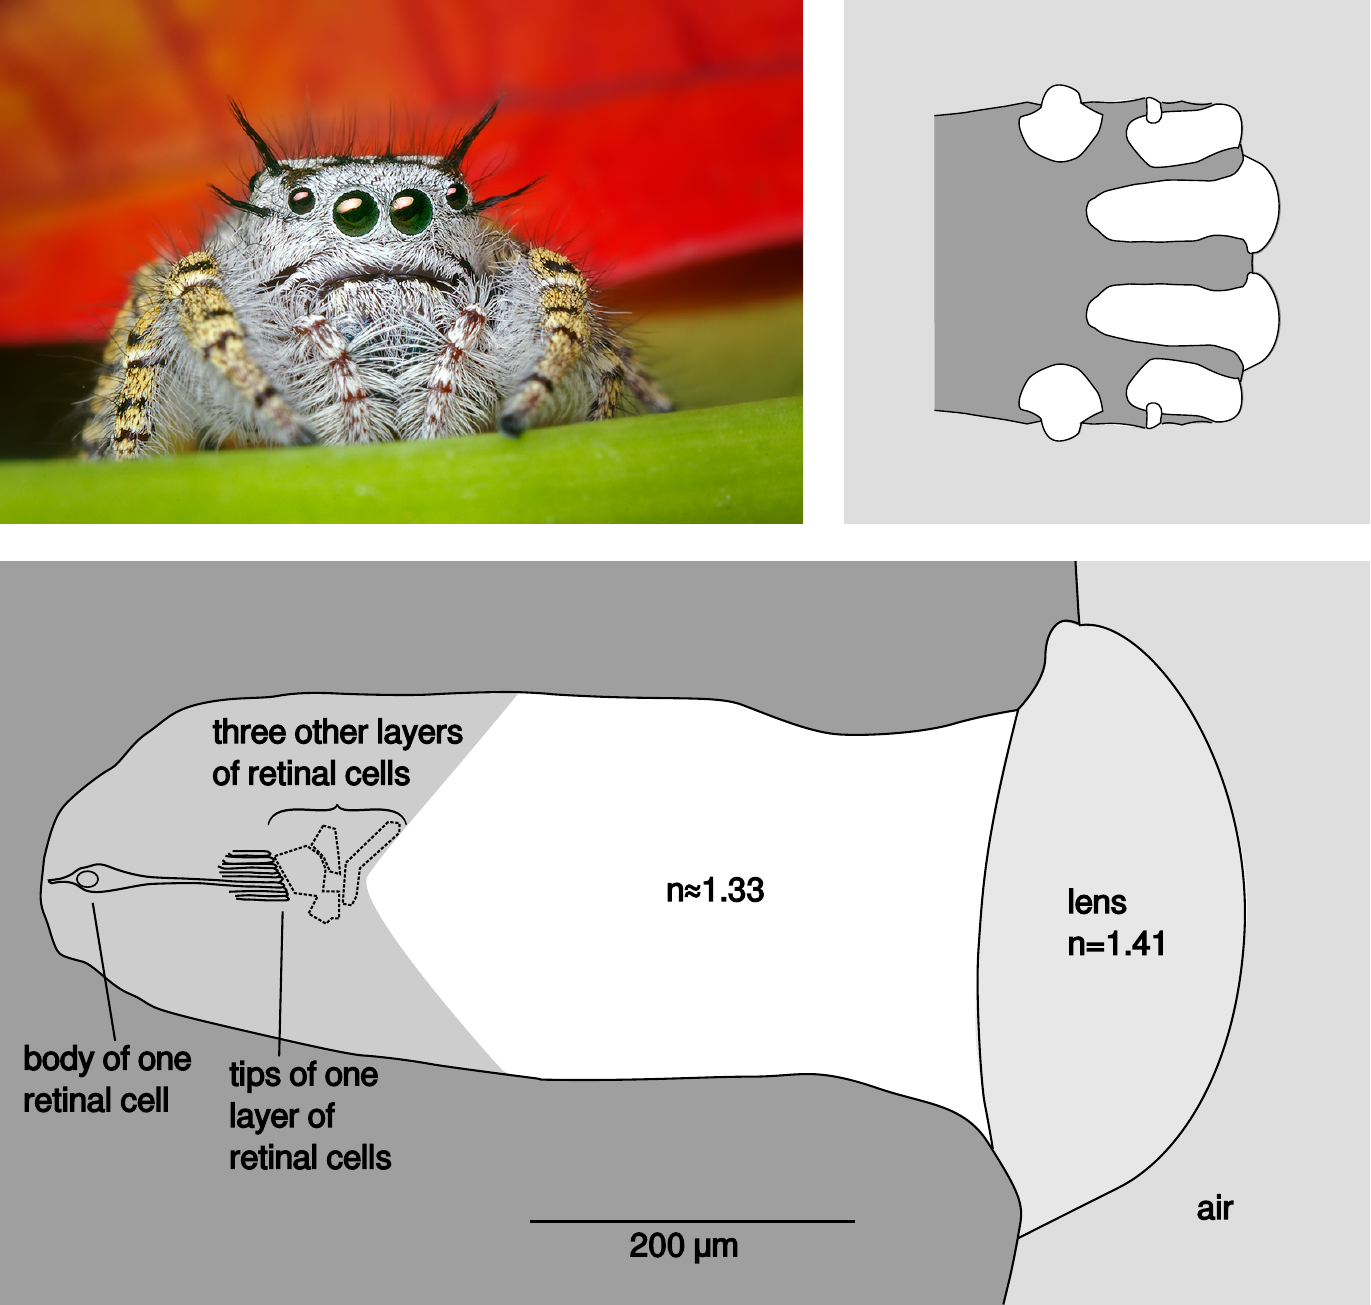 three other layers
of retinal cells
n≈1.33
lens
n=1.41
body of one
retinal cell
tips of one
layer of
retinal cells
air
200 µm